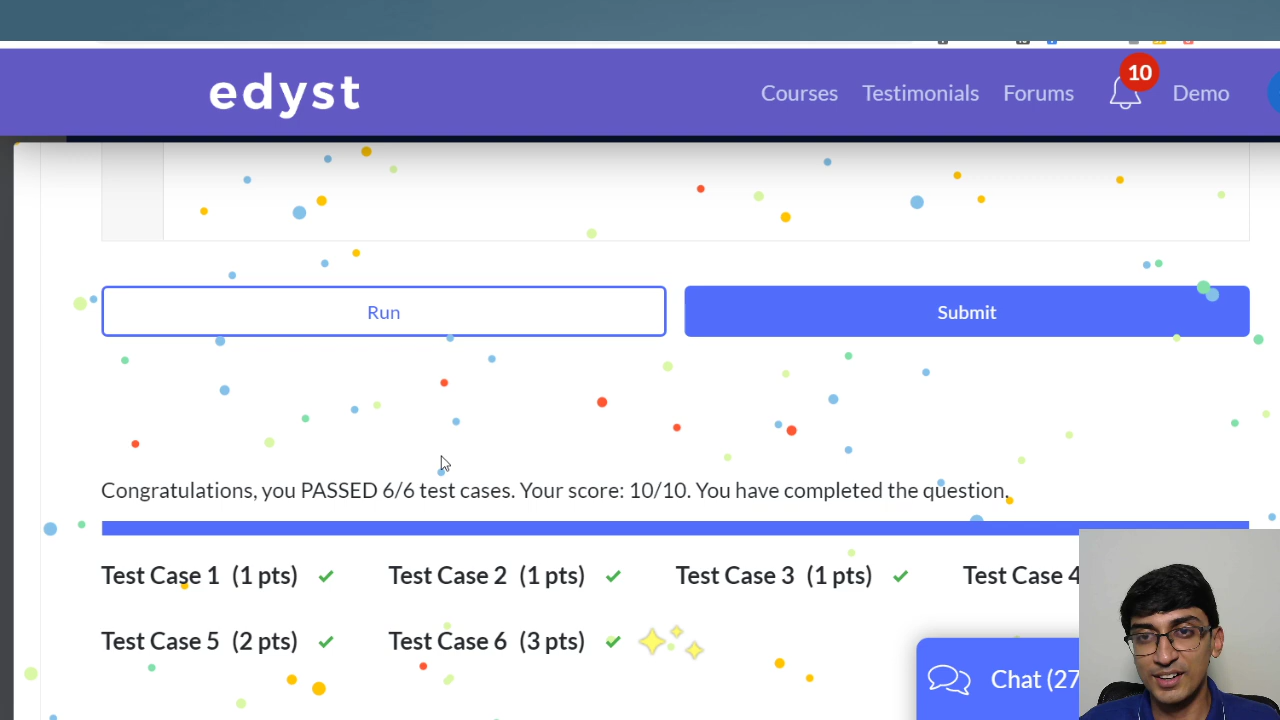 edyst
Courses Testimonials Forums 10 Demo
Run Submit
Congratulations, you PASSED 6/6 test cases. Your score: 10/10. You have completed the question.
Test Case 1 (1 pts) Test Case 2 (1 pts) Test Case 3 (1 pts) Test Case 4
Test Case 5 (2 pts) Test Case 6 (3 pts)
Chat (27